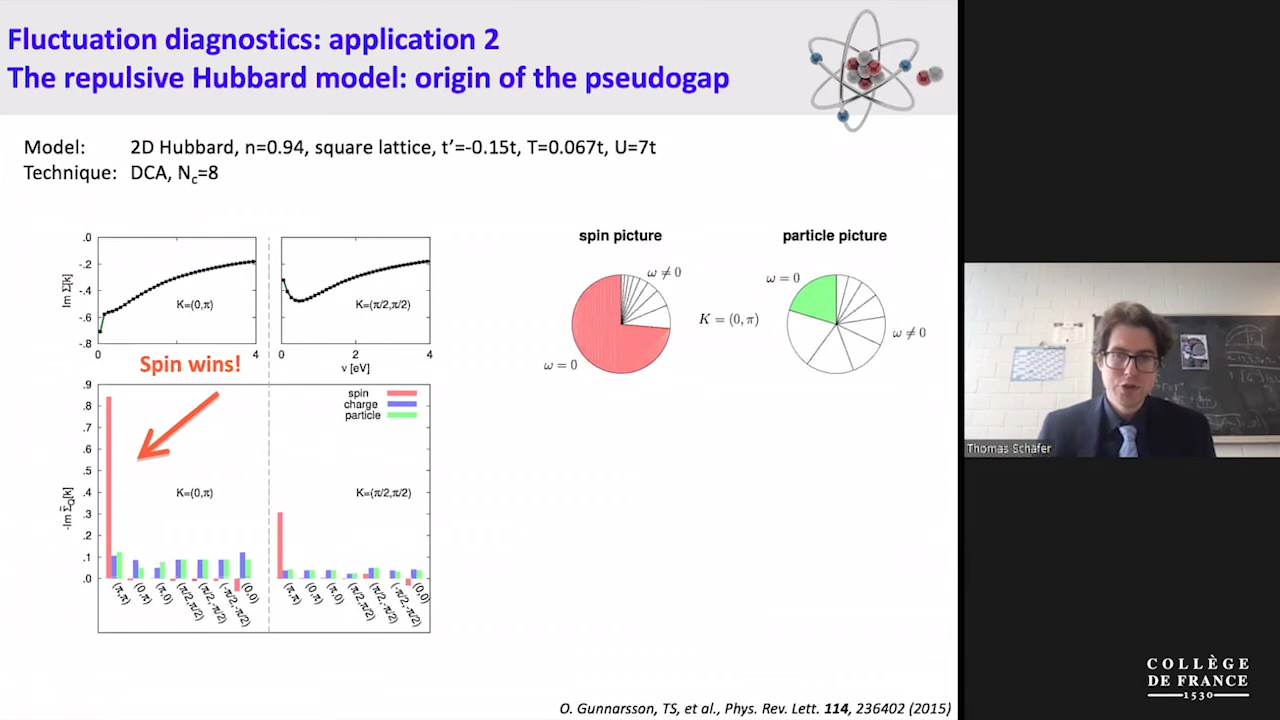 Fluctuation diagnostics: application 2
The repulsive Hubbard model: origin of the pseudogap
Model: 2D Hubbard, n=0.94, square lattice, t’=-0.15t, T=0.067t, U=7t
Technique: DCA, Nc=8
.0
-.2
-.4
-.6
-.8
Im Σ[k]
K=(0,π)
K=(π/2,π/2)
0
4
0
2
4
ν [eV]
Spin wins!
.9
.8
.7
.6
.5
.4
.3
.2
.1
.0
-Im Σ̃Q[k]
spin
charge
particle
K=(0,π)
K=(π/2,π/2)
(π,π)
(0,π)
(π,0)
(π/2,π/2)
(π/2,-π/2)
(-π/2,-π/2)
(0,0)
(π,π)
(0,π)
(π,0)
(π/2,π/2)
(π/2,-π/2)
(-π/2,-π/2)
(0,0)
spin picture
particle picture
ω ≠ 0
ω = 0
K = (0, π)
ω = 0
ω ≠ 0
O. Gunnarsson, TS, et al., Phys. Rev. Lett. 114, 236402 (2015)
Thomas Schäfer
COLLÈGE
DE FRANCE
1530